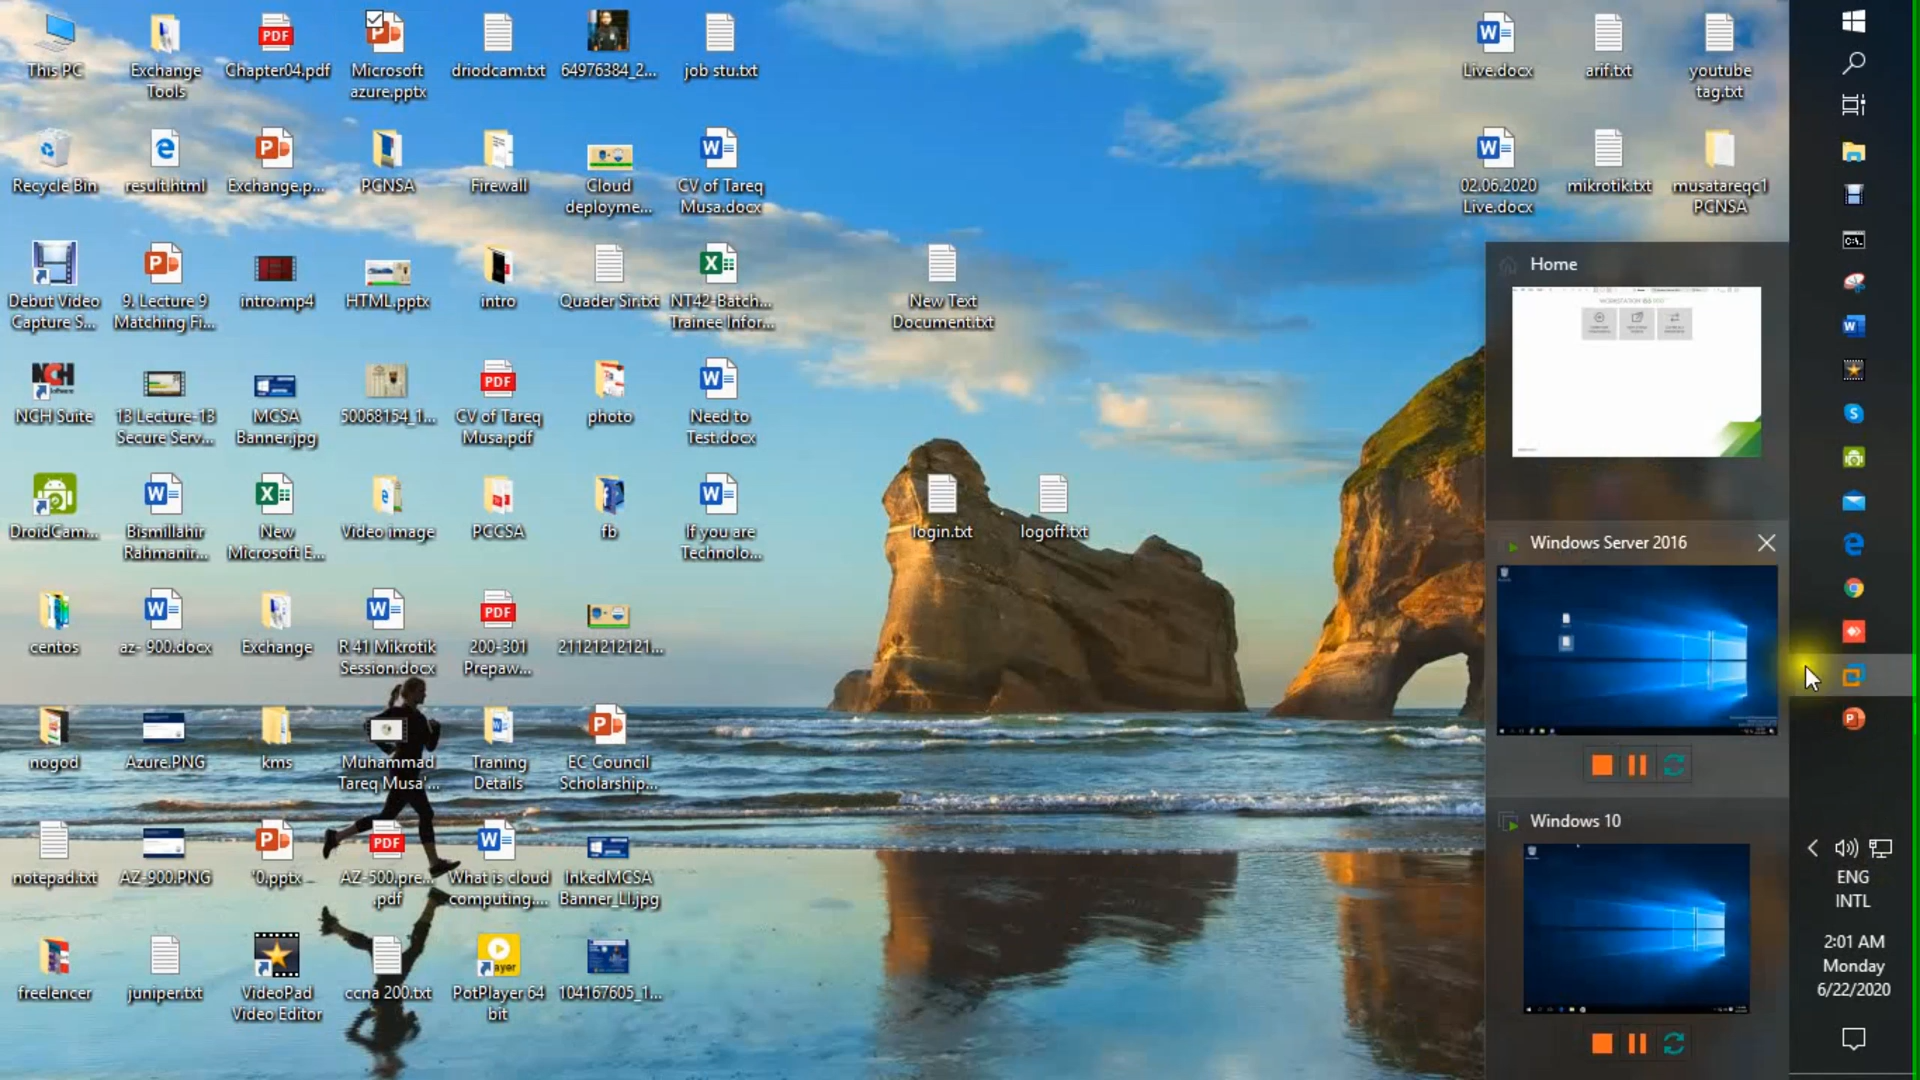 This PC
Exchange
Tools
Chapter04.pdf
Microsoft
azure.pptx
driodcam.txt
64976384_2...
job stu.txt
Live.docx
arif.txt
youtube
tag.txt
Recycle Bin
result.html
Exchange.p...
PCNSA
Firewall
Cloud
deployme...
CV of Tareq
Musa.docx
02.06.2020
Live.docx
mikrotik.txt
musatareqc1
PCNSA
Debut Video
Capture S...
9. Lecture 9
Matching Fi...
intro.mp4
HTML.pptx
intro
Quader Sir.txt
NT42-Batch...
Trainee Infor...
New Text
Document.txt
Home
NCH Suite
13 Lecture-13
Secure Serv...
MCSA
Banner.jpg
50068154_1...
CV of Tareq
Musa.pdf
photo
Need to
Test.docx
DroidCam...
Bismillahir
Rahmanir...
New
Microsoft E...
Video image
PCCSA
fb
If you are
Technolo...
login.txt
logoff.txt
Windows Server 2016
centos
az- 900.docx
Exchange
R 41 Mikrotik
Session.docx
200-301
Prepaw...
21121212121...
nogod
Azure.PNG
kms
Muhammad
Tareq Musa'...
Traning
Details
EC Council
Scholarship...
Windows 10
notepad.txt
AZ-900.PNG
'0.pptx
AZ-500.pre...
.pdf
What is cloud
computing....
InkedMCSA
Banner_LI.jpg
freelencer
juniper.txt
VideoPad
Video Editor
ccna 200.txt
PotPlayer 64
bit
104167605_1...
ENG
INTL
2:01 AM
Monday
6/22/2020